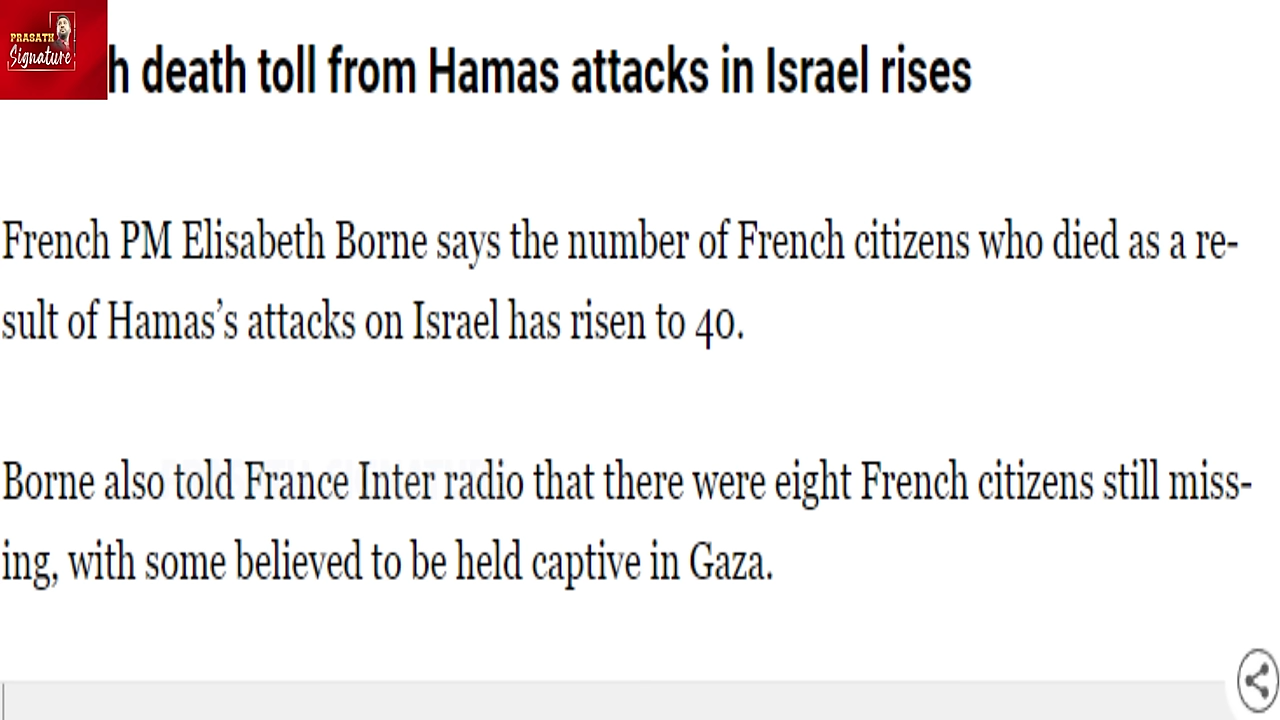 PRASATH
Signature
h death toll from Hamas attacks in Israel rises
French PM Elisabeth Borne says the number of French citizens who died as a re-
sult of Hamas’s attacks on Israel has risen to 40.
Borne also told France Inter radio that there were eight French citizens still miss-
ing, with some believed to be held captive in Gaza.